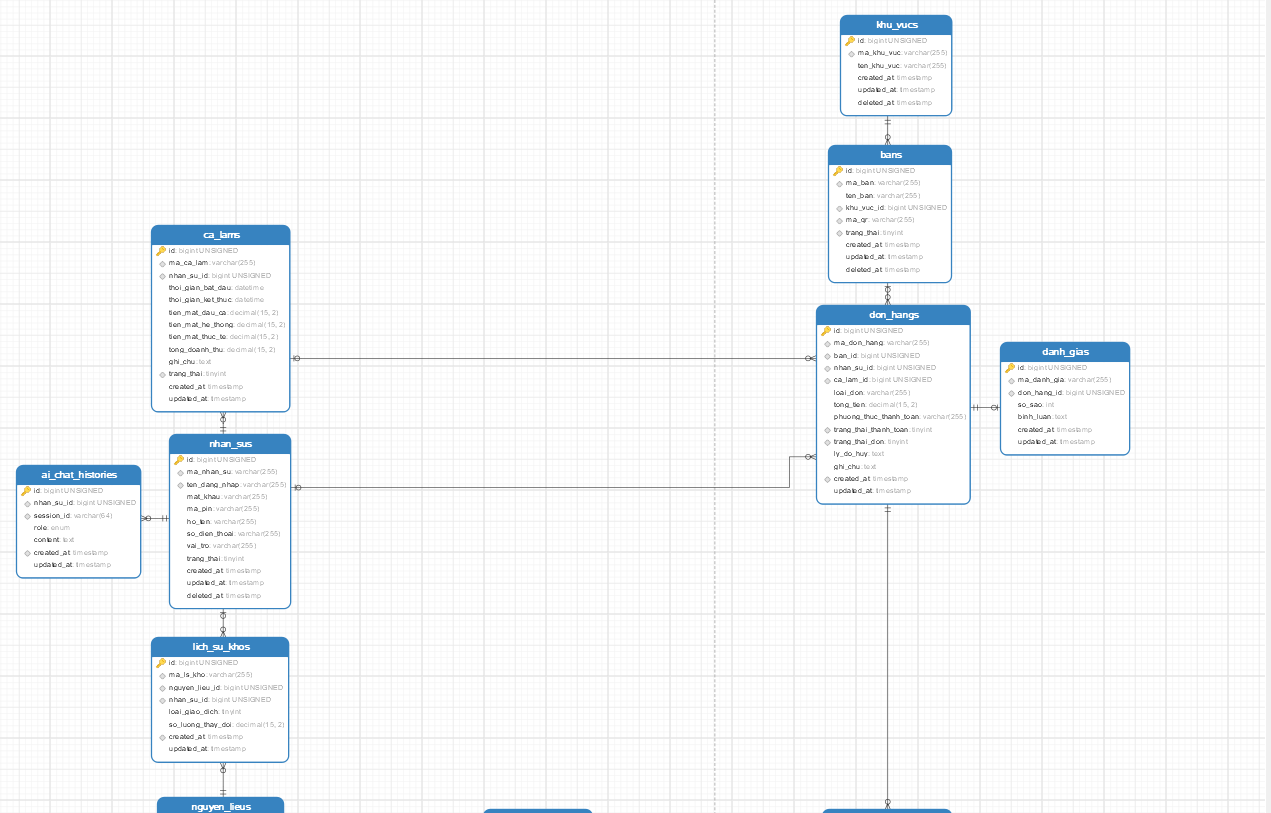 khu_vucs
id: bigint UNSIGNED
ma_khu_vuc: varchar(255)
ten_khu_vuc: varchar(255)
created_at: timestamp
updated_at: timestamp
deleted_at: timestamp
bans
id: bigint UNSIGNED
ma_ban: varchar(255)
ten_ban: varchar(255)
khu_vuc_id: bigint UNSIGNED
ma_qr: varchar(255)
trang_thai: tinyint
created_at: timestamp
updated_at: timestamp
deleted_at: timestamp
ca_lams
id: bigint UNSIGNED
ma_ca_lam: varchar(255)
nhan_su_id: bigint UNSIGNED
thoi_gian_bat_dau: datetime
thoi_gian_ket_thuc: datetime
tien_mat_dau_ca: decimal(15, 2)
tien_mat_he_thong: decimal(15, 2)
tien_mat_thuc_te: decimal(15, 2)
tong_doanh_thu: decimal(15, 2)
ghi_chu: text
trang_thai: tinyint
created_at: timestamp
updated_at: timestamp
don_hangs
id: bigint UNSIGNED
ma_don_hang: varchar(255)
ban_id: bigint UNSIGNED
nhan_su_id: bigint UNSIGNED
ca_lam_id: bigint UNSIGNED
loai_don: varchar(255)
tong_tien: decimal(15, 2)
phuong_thuc_thanh_toan: varchar(255)
trang_thai_thanh_toan: tinyint
trang_thai_don: tinyint
ly_do_huy: text
ghi_chu: text
created_at: timestamp
updated_at: timestamp
danh_gias
id: bigint UNSIGNED
ma_danh_gia: varchar(255)
don_hang_id: bigint UNSIGNED
so_sao: int
binh_luan: text
created_at: timestamp
updated_at: timestamp
nhan_sus
id: bigint UNSIGNED
ma_nhan_su: varchar(255)
ten_dang_nhap: varchar(255)
mat_khau: varchar(255)
ma_pin: varchar(255)
ho_ten: varchar(255)
so_dien_thoai: varchar(255)
vai_tro: varchar(255)
trang_thai: tinyint
created_at: timestamp
updated_at: timestamp
deleted_at: timestamp
ai_chat_histories
id: bigint UNSIGNED
nhan_su_id: bigint UNSIGNED
session_id: varchar(64)
role: enum
content: text
created_at: timestamp
updated_at: timestamp
lich_su_khos
id: bigint UNSIGNED
ma_ls_kho: varchar(255)
nguyen_lieu_id: bigint UNSIGNED
nhan_su_id: bigint UNSIGNED
loai_giao_dich: tinyint
so_luong_thay_doi: decimal(15, 2)
created_at: timestamp
updated_at: timestamp
nguyen_lieus